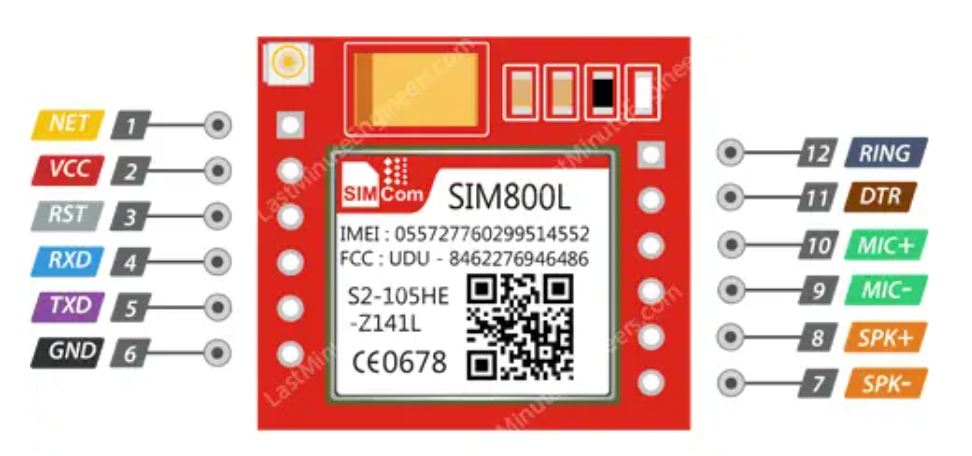 NET 1
VCC 2
RST 3
RXD 4
TXD 5
GND 6
SIM Com
SIM800L
IMEI : 055727760299514552
FCC : UDU - 8462276946486
S2-105HE
-Z141L
CE0678
12 RING
11 DTR
10 MIC+
9 MIC-
8 SPK+
7 SPK-
LastMinuteEngineers.com